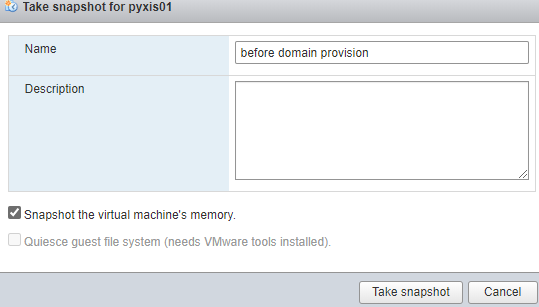 Take snapshot for pyxis01
Name
before domain provision
Description
Snapshot the virtual machine's memory.
Quiesce guest file system (needs VMware tools installed).
Take snapshot
Cancel